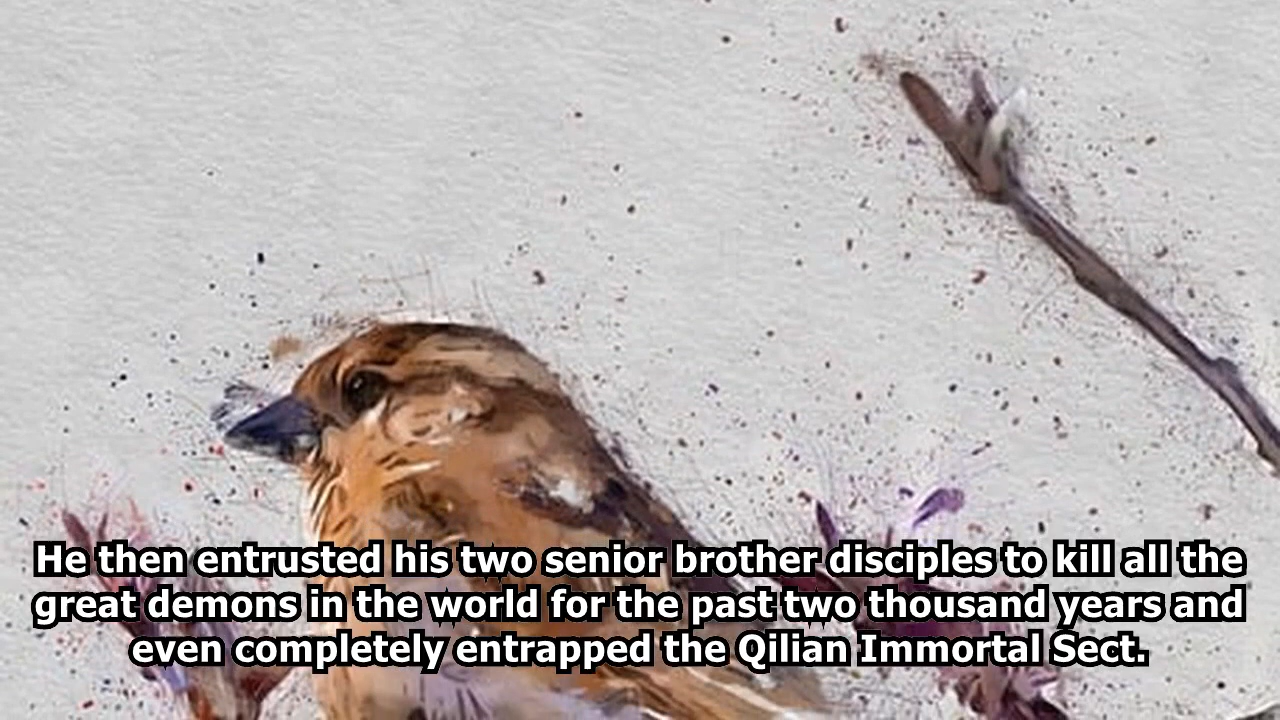 He then entrusted his two senior brother disciples to kill all the
great demons in the world for the past two thousand years and
even completely entrapped the Qilian Immortal Sect.